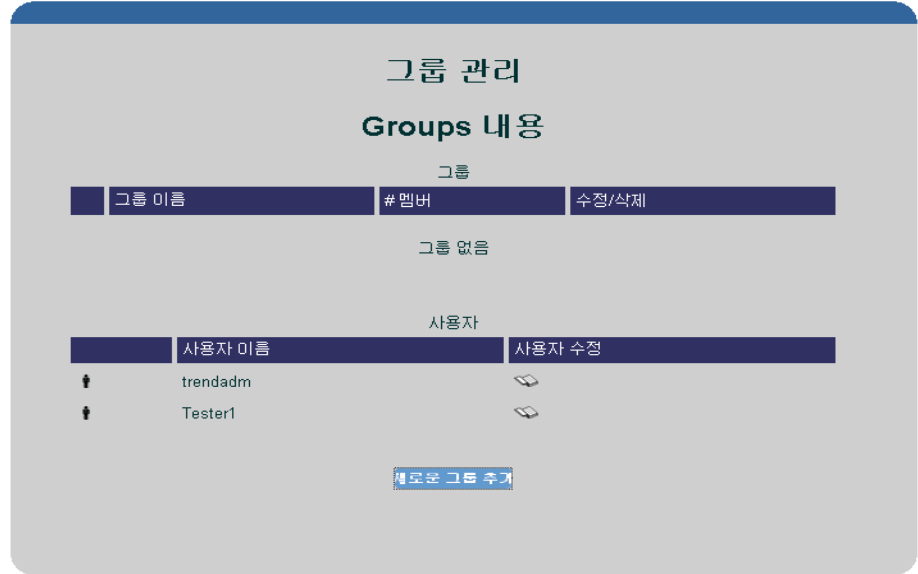 그룹 관리
Groups 내용
그룹
그룹 이름 #멤버 수정/삭제
그룹 없음
사용자
사용자 이름 사용자 수정
trendadm
Tester1
새로운 그룹 추가